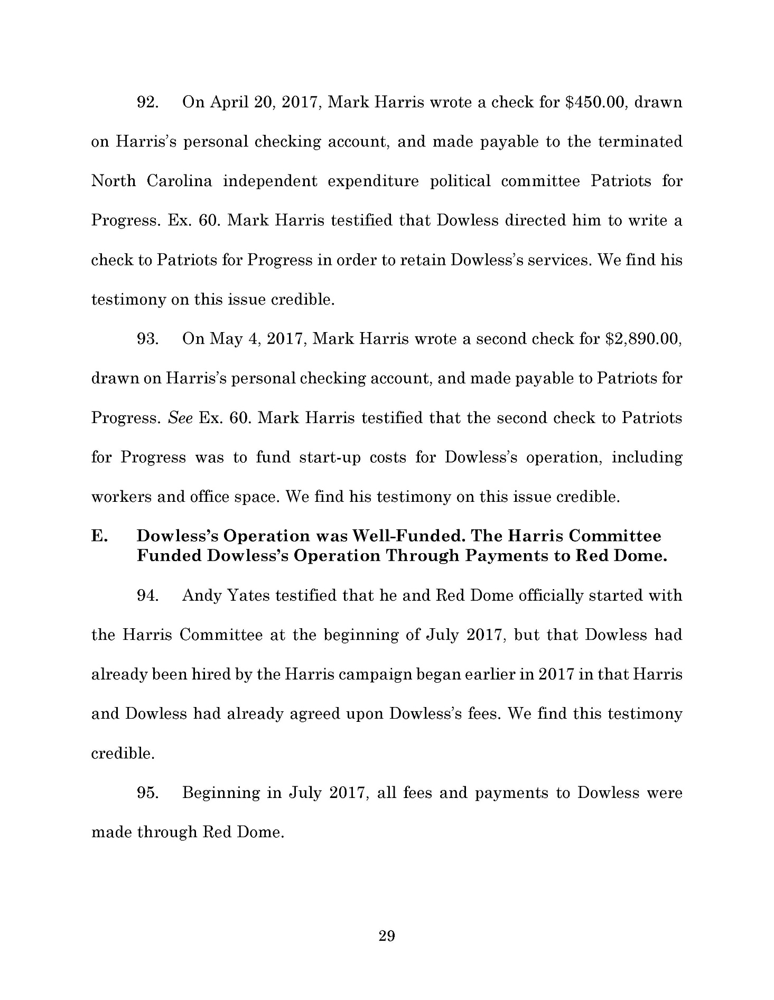 92. On April 20, 2017, Mark Harris wrote a check for $450.00, drawn
on Harris’s personal checking account, and made payable to the terminated
North Carolina independent expenditure political committee Patriots for
Progress. Ex. 60. Mark Harris testified that Dowless directed him to write a
check to Patriots for Progress in order to retain Dowless’s services. We find his
testimony on this issue credible.
93. On May 4, 2017, Mark Harris wrote a second check for $2,890.00,
drawn on Harris’s personal checking account, and made payable to Patriots for
Progress. See Ex. 60. Mark Harris testified that the second check to Patriots
for Progress was to fund start-up costs for Dowless’s operation, including
workers and office space. We find his testimony on this issue credible.
E. Dowless’s Operation was Well-Funded. The Harris Committee
Funded Dowless’s Operation Through Payments to Red Dome.
94. Andy Yates testified that he and Red Dome officially started with
the Harris Committee at the beginning of July 2017, but that Dowless had
already been hired by the Harris campaign began earlier in 2017 in that Harris
and Dowless had already agreed upon Dowless’s fees. We find this testimony
credible.
95. Beginning in July 2017, all fees and payments to Dowless were
made through Red Dome.
29